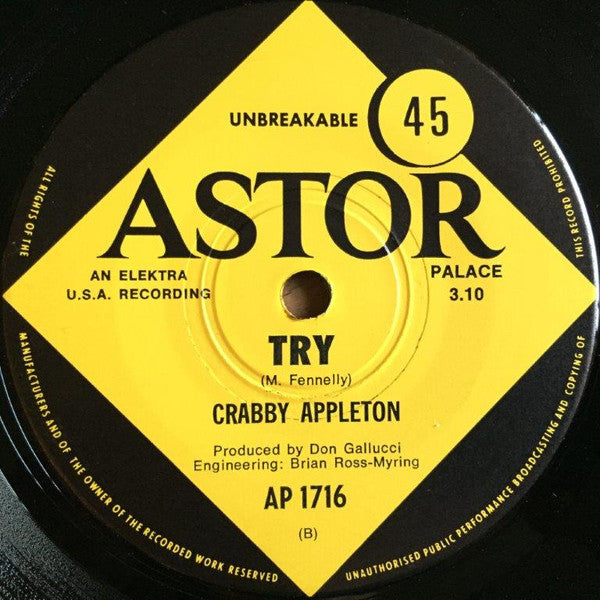 UNBREAKABLE
45
ASTOR
AN ELEKTRA
U.S.A. RECORDING
PALACE
3.10
TRY
(M. Fennelly)
CRABBY APPLETON
Produced by Don Gallucci
Engineering: Brian Ross-Myring
AP 1716
(B)
ALL RIGHTS OF THE
MANUFACTURERS AND OF THE OWNER OF THE RECORDED WORK RESERVED
UNAUTHORISED PUBLIC PERFORMANCE BROADCASTING AND COPYING OF
THIS RECORD PROHIBITED